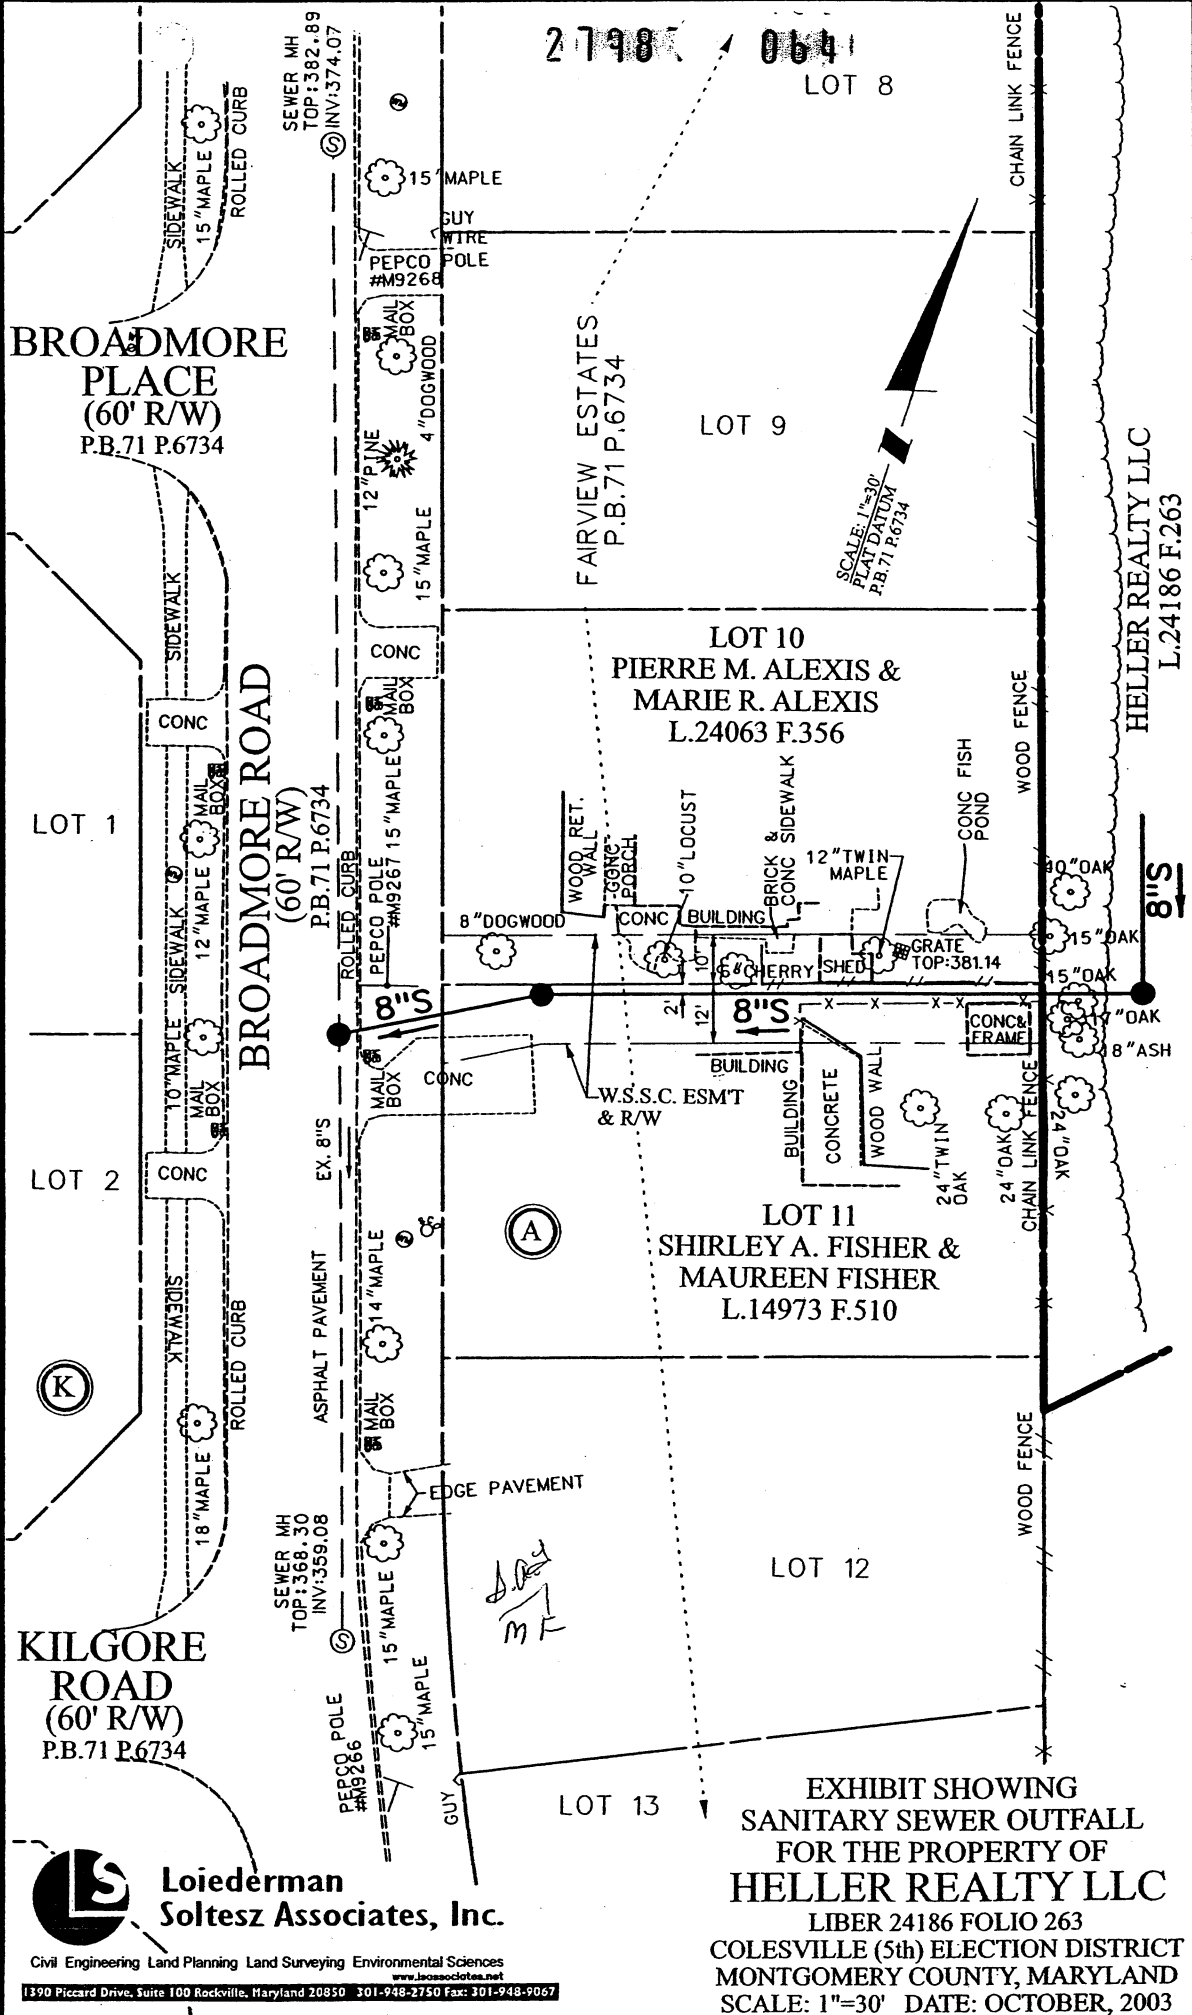 2798 064
LOT 8
CHAIN LINK FENCE
SEWER MH
TOP:382.89
INV:374.07
S
15"MAPLE
SIDEWALK
15"MAPLE
ROLLED CURB
GUY
WIRE
PEPCO POLE
#M9268
MAIL
BOX
BROADMORE
PLACE
(60' R/W)
P.B.71 P.6734
4"DOGWOOD
12"PINE
15"MAPLE
FAIRVIEW ESTATES
P.B.71 P.6734
LOT 9
SCALE: 1"=30'
PLAT DATUM
P.B.71 P.6734
HELLER REALTY LLC
L.24186 F.263
SIDEWALK
CONC
CONC
MAIL
BOX
LOT 10
PIERRE M. ALEXIS &
MARIE R. ALEXIS
L.24063 F.356
WOOD FENCE
BROADMORE ROAD
(60' R/W)
P.B.71 P.6734
LOT 1
MAIL
BOX
12"MAPLE
SIDEWALK
ROLLED CURB
PEPCO POLE
#M9267
15"MAPLE
WOOD RET.
WALL
CONC
PORCH
10"LOCUST
BRICK &
CONC SIDEWALK
12"TWIN
MAPLE
CONC FISH
POND
8"DOGWOOD
CONC
BUILDING
10'
6"CHERRY
SHED
GRATE
TOP:381.14
10"OAK
15"OAK
15"OAK
17"OAK
18"ASH
8"S
8"S
8"S
2'
12'
CONC&
FRAME
10"MAPLE
MAIL
BOX
MAIL
BOX
CONC
BUILDING
W.S.S.C. ESM'T
& R/W
BUILDING
CONCRETE
WOOD WALL
24"TWIN
OAK
24"OAK
CHAIN LINK FENCE
24"OAK
LOT 2
CONC
EX. 8"S
A
LOT 11
SHIRLEY A. FISHER &
MAUREEN FISHER
L.14973 F.510
SIDEWALK
ROLLED CURB
ASPHALT PAVEMENT
14"MAPLE
K
MAIL
BOX
18"MAPLE
EDGE PAVEMENT
WOOD FENCE
SEWER MH
TOP:368.30
INV:359.08
S
15"MAPLE
LOT 12
MF
KILGORE
ROAD
(60' R/W)
P.B.71 P.6734
15"MAPLE
PEPCO POLE
#M9266
GUY
LOT 13
EXHIBIT SHOWING
SANITARY SEWER OUTFALL
FOR THE PROPERTY OF
HELLER REALTY LLC
LIBER 24186 FOLIO 263
COLESVILLE (5th) ELECTION DISTRICT
MONTGOMERY COUNTY, MARYLAND
SCALE: 1"=30' DATE: OCTOBER, 2003
LS
Loiederman
Soltesz Associates, Inc.
Civil Engineering Land Planning Land Surveying Environmental Sciences
www.lsassociates.net
1390 Piccard Drive, Suite 100 Rockville, Maryland 20850 301-948-2750 Fax: 301-948-9067